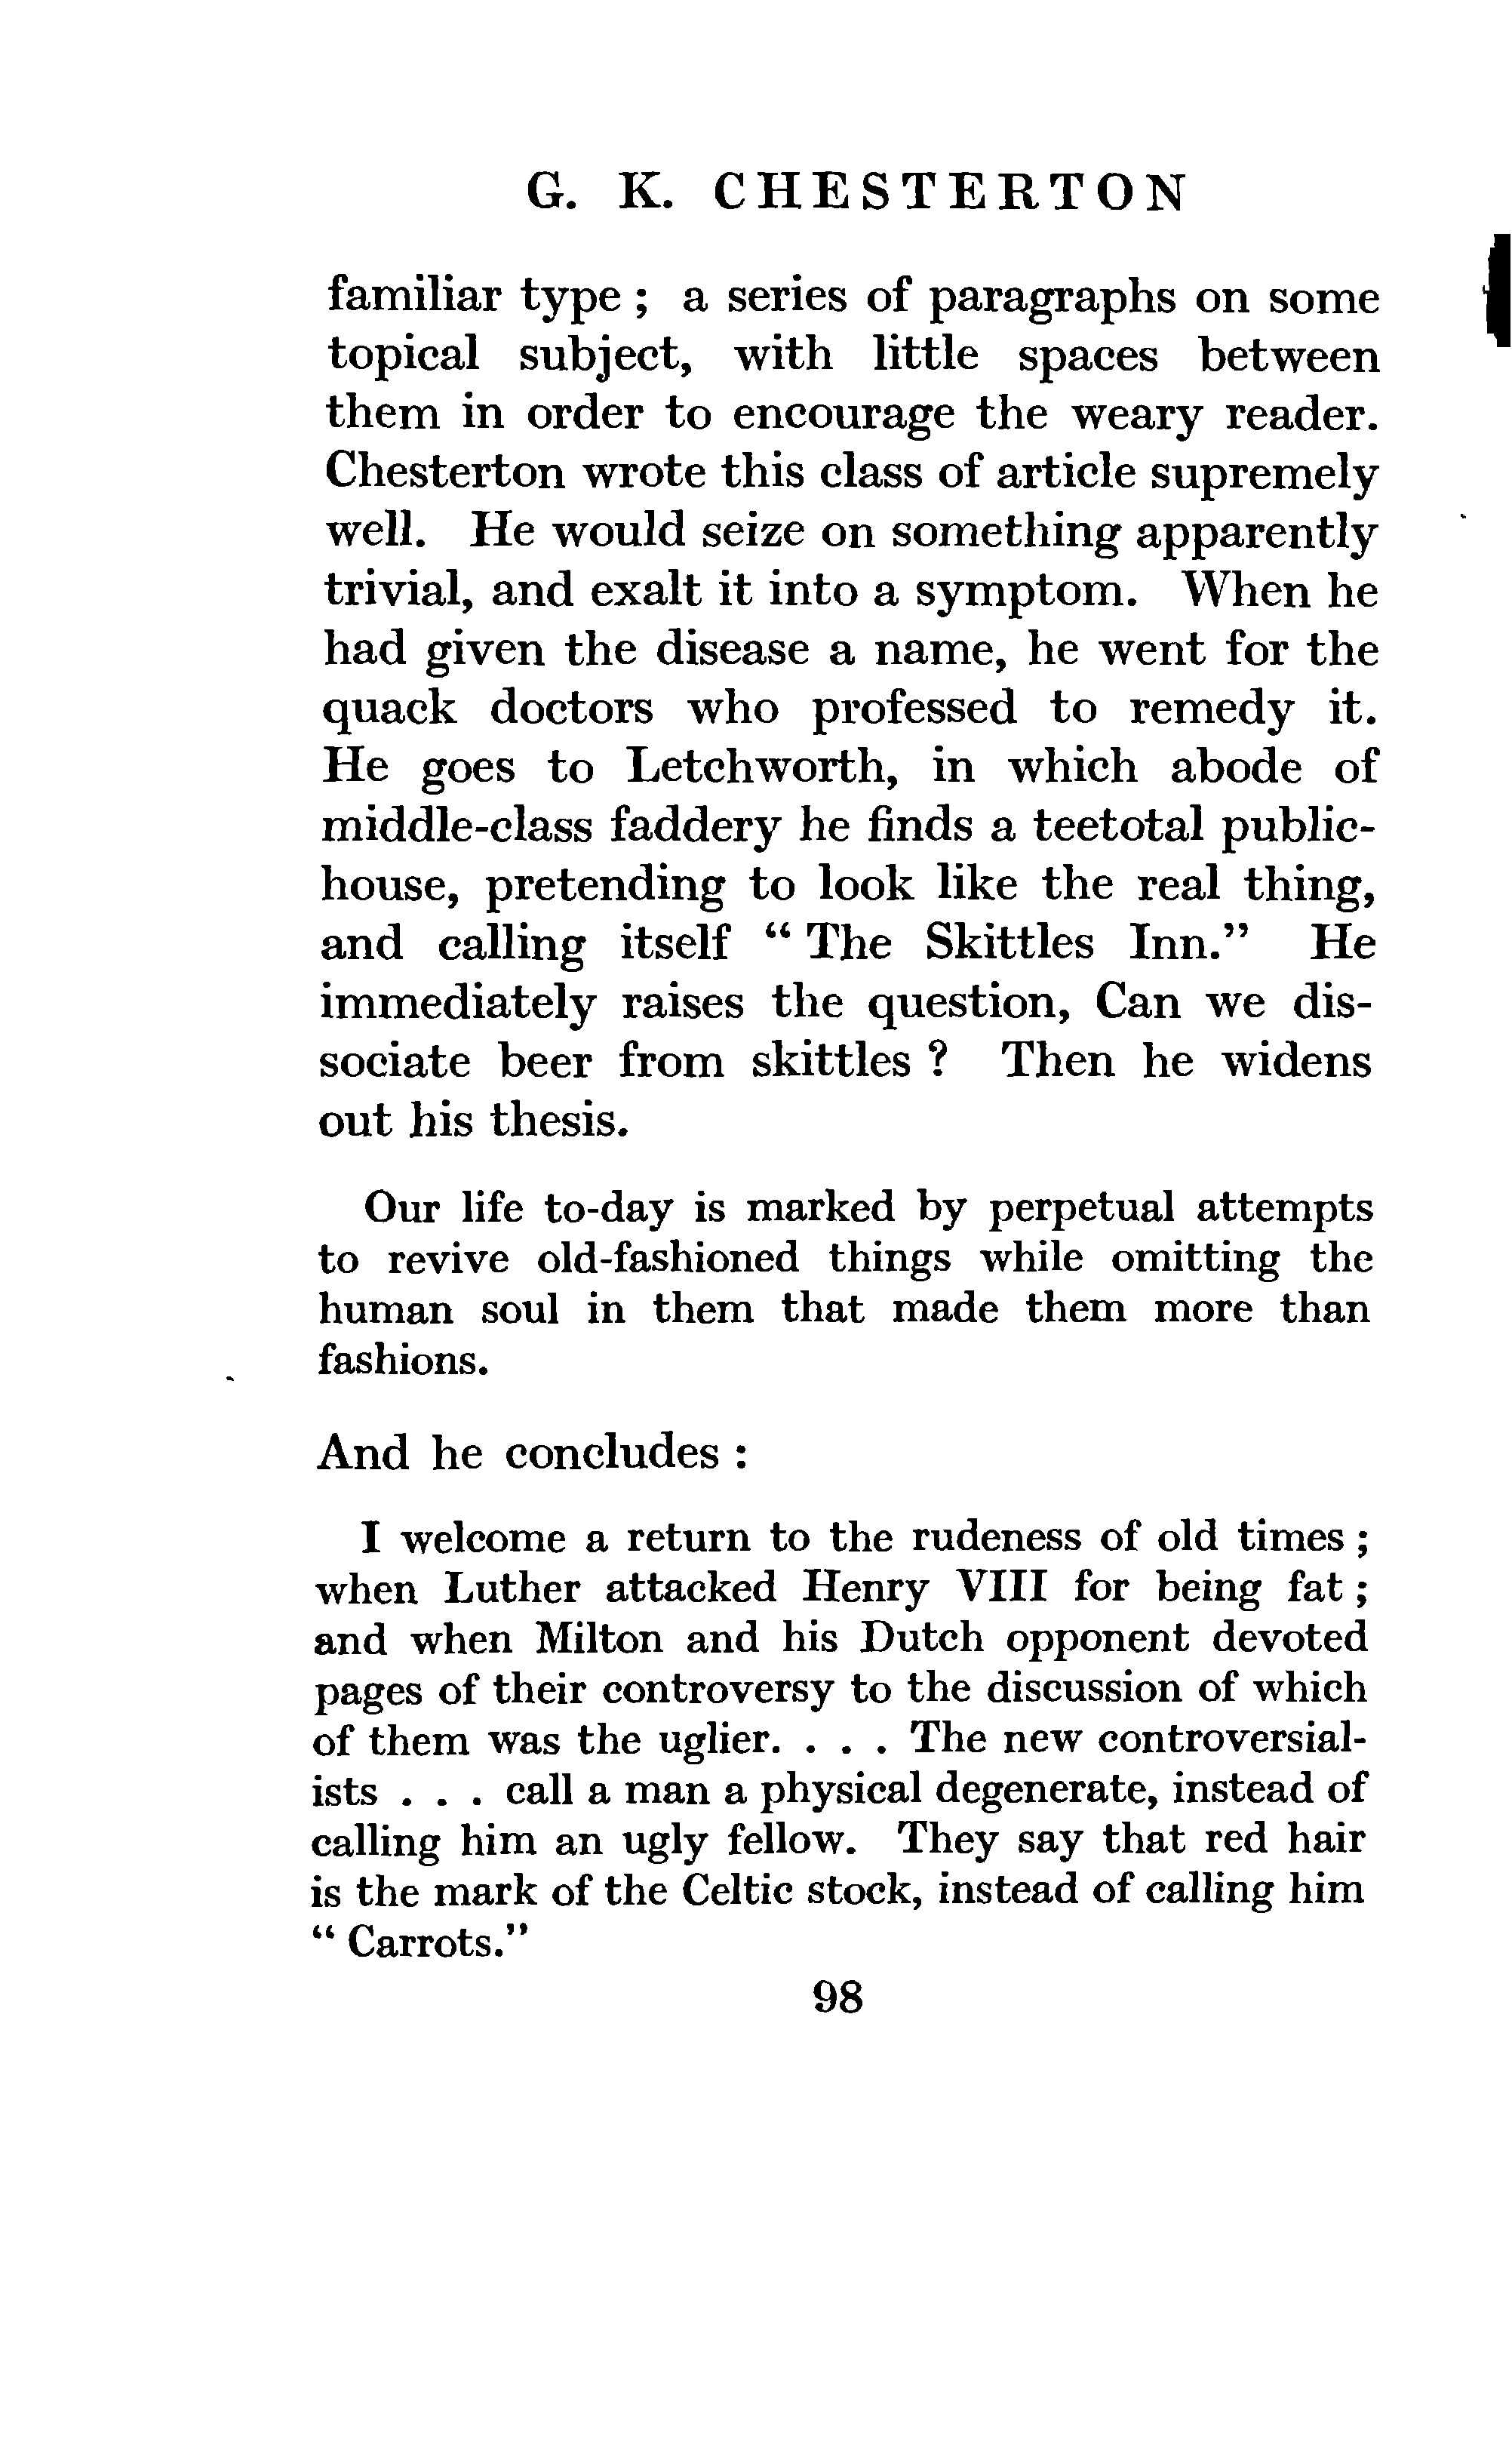 G. K. CHESTERTON
familiar type ; a series of paragraphs on some
topical subject, with little spaces between
them in order to encourage the weary reader.
Chesterton wrote this class of article supremely
well. He would seize on something apparently
trivial, and exalt it into a symptom. When he
had given the disease a name, he went for the
quack doctors who professed to remedy it.
He goes to Letchworth, in which abode of
middle-class faddery he finds a teetotal public-
house, pretending to look like the real thing,
and calling itself “ The Skittles Inn.” He
immediately raises the question, Can we dis-
sociate beer from skittles ? Then he widens
out his thesis.
Our life to-day is marked by perpetual attempts
to revive old-fashioned things while omitting the
human soul in them that made them more than
fashions.
And he concludes :
I welcome a return to the rudeness of old times ;
when Luther attacked Henry VIII for being fat ;
and when Milton and his Dutch opponent devoted
pages of their controversy to the discussion of which
of them was the uglier. . . . The new controversial-
ists . . . call a man a physical degenerate, instead of
calling him an ugly fellow. They say that red hair
is the mark of the Celtic stock, instead of calling him
“ Carrots.”
98